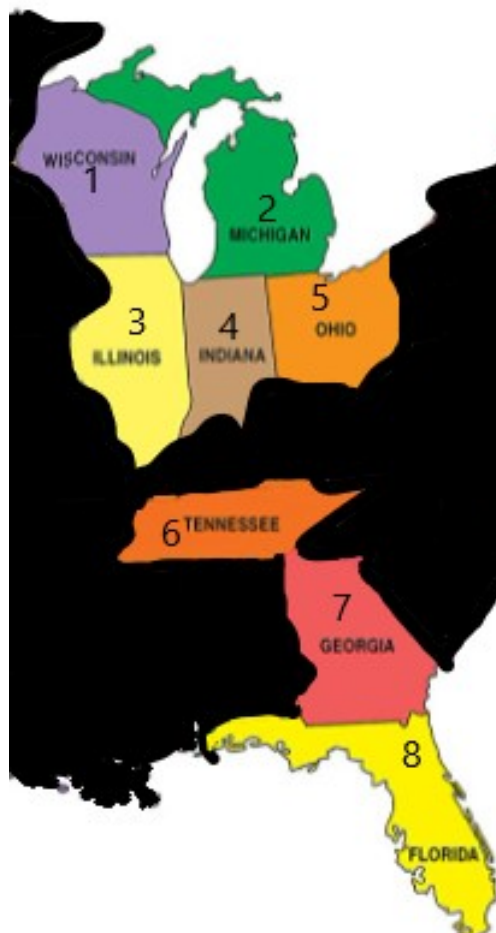 WISCONSIN
1
2
MICHIGAN
3
ILLINOIS
4
INDIANA
5
OHIO
6 TENNESSEE
7
GEORGIA
8
FLORIDA